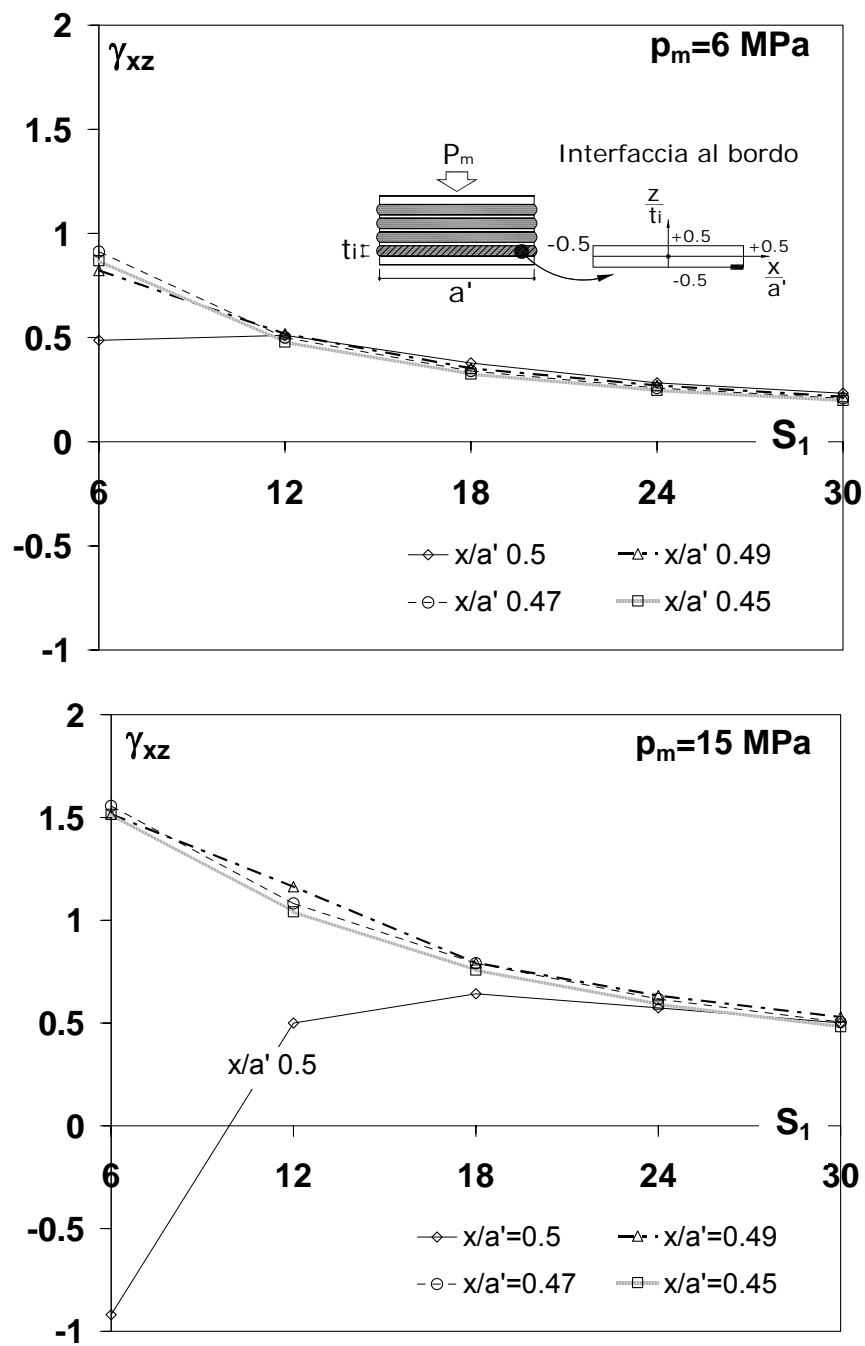 γxz
pm=6 MPa
2
1.5
1
0.5
0
-0.5
-1
Pm
Interfaccia al bordo
ti
a'
z
ti
+0.5
-0.5
+0.5
-0.5
x
a'
S1
6
12
18
24
30
x/a' 0.5
x/a' 0.49
x/a' 0.47
x/a' 0.45
γxz
pm=15 MPa
2
1.5
1
0.5
0
-0.5
-1
x/a' 0.5
S1
6
12
18
24
30
x/a'=0.5
x/a'=0.49
x/a'=0.47
x/a'=0.45